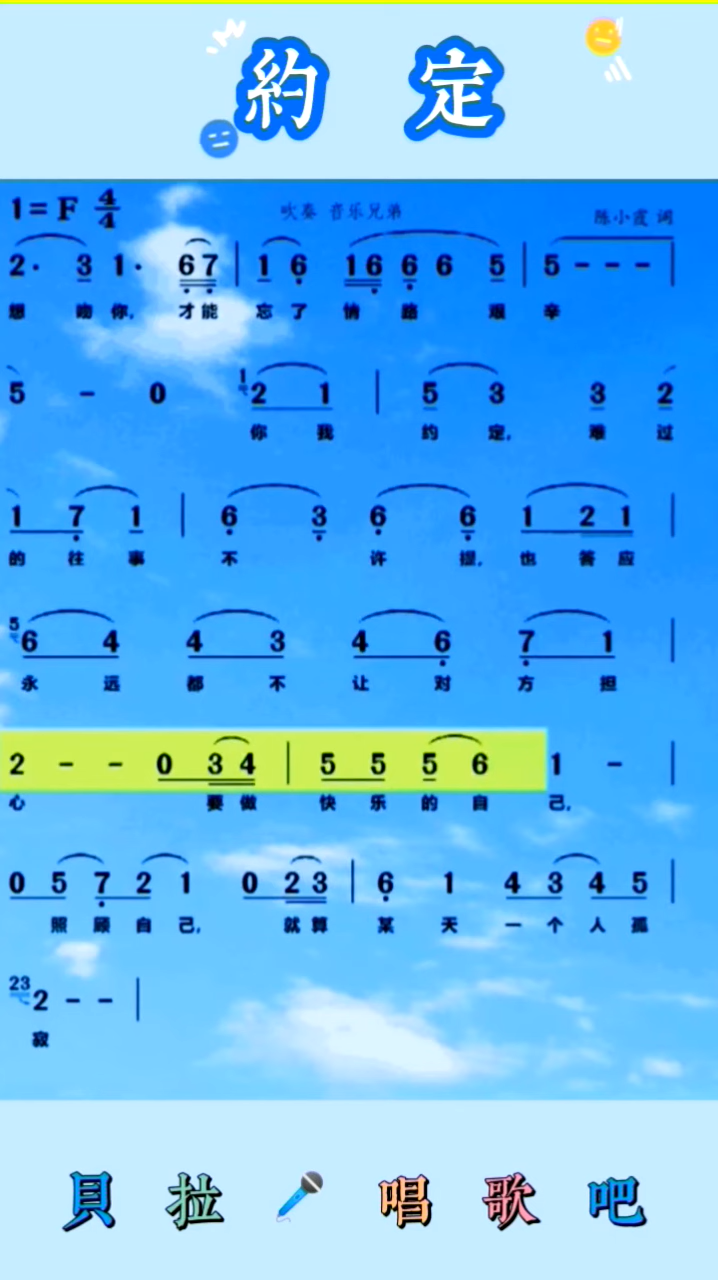 約 定
1=F 4/4
吹奏 音乐兄弟
陈小霞 词
2· 3 1· 6 7 | 1 6 16 6 6 5 | 5 - - - |
想 吻 你, 才 能 忘 了 情 路 艰 辛
5 - 0 1 2 1 | 5 3 3 2
你 我 约 定, 难 过
1 7 1 | 6 3 6 6 1 2 1 |
的 往 事 不 许 提, 也 答 应
5 6 4 4 3 4 6 7 1 |
永 远 都 不 让 对 方 担
2 - - 0 3 4 | 5 5 5 6 1 - |
心 要 做 快 乐 的 自 己,
0 5 7 2 1 0 2 3 | 6 1 4 3 4 5 |
照 顾 自 己, 就 算 某 天 一 个 人 孤
23 2 - - |
寂
貝 拉 🎤 唱 歌 吧